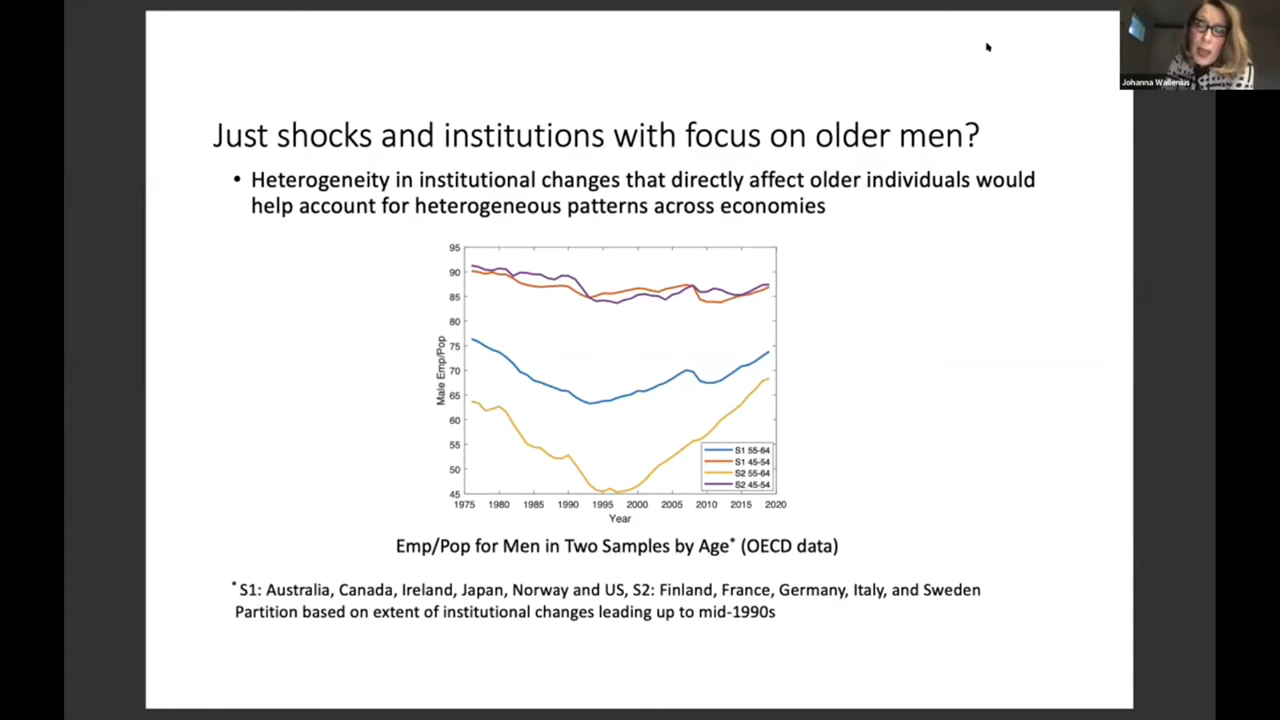 Johanna Wallenius
Just shocks and institutions with focus on older men?
• Heterogeneity in institutional changes that directly affect older individuals would
help account for heterogeneous patterns across economies
95
90
85
80
75
70
65
60
55
50
45
Male Emp/Pop
S1 55-64
S1 45-54
S2 55-64
S2 45-54
1975 1980 1985 1990 1995 2000 2005 2010 2015 2020
Year
Emp/Pop for Men in Two Samples by Age* (OECD data)
*S1: Australia, Canada, Ireland, Japan, Norway and US, S2: Finland, France, Germany, Italy, and Sweden
Partition based on extent of institutional changes leading up to mid-1990s